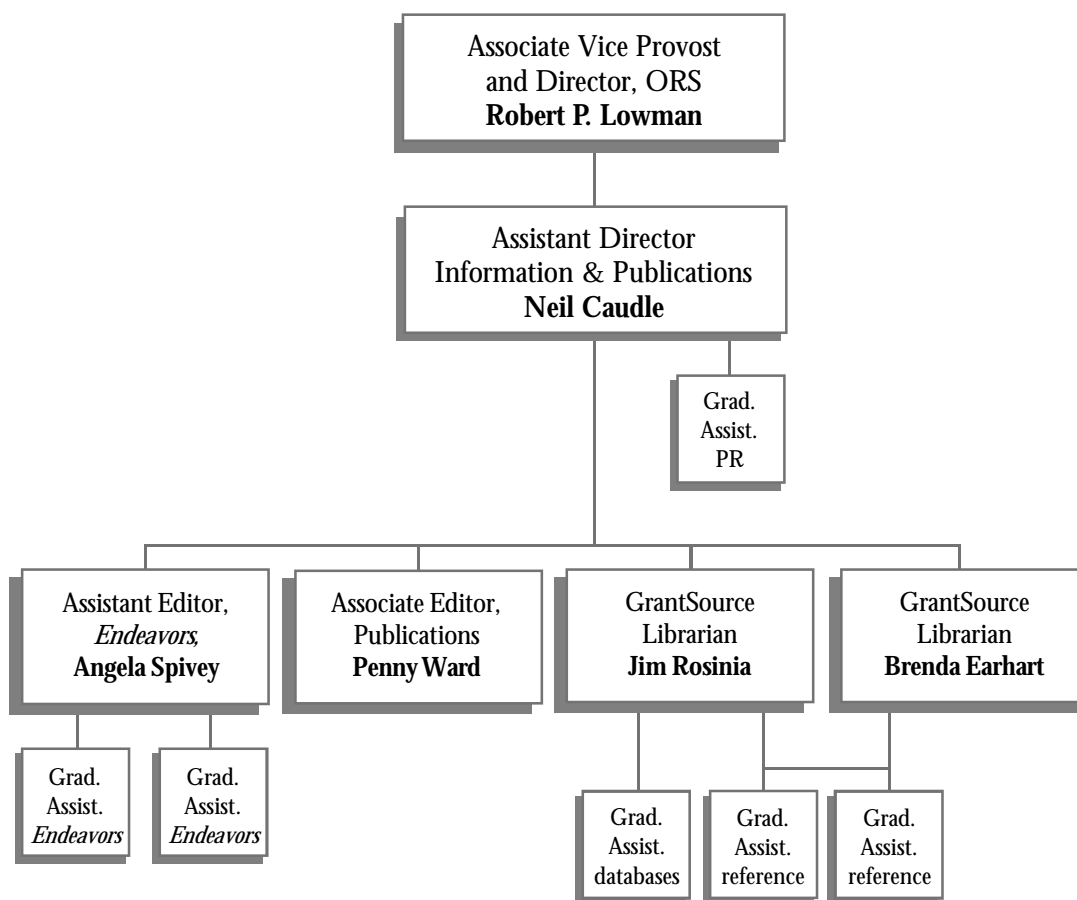 Associate Vice Provost
and Director, ORS
Robert P. Lowman
Assistant Director
Information & Publications
Neil Caudle
Grad.
Assist.
PR
Assistant Editor,
Endeavors,
Angela Spivey
Associate Editor,
Publications
Penny Ward
GrantSource
Librarian
Jim Rosinia
GrantSource
Librarian
Brenda Earhart
Grad.
Assist.
Endeavors
Grad.
Assist.
Endeavors
Grad.
Assist.
databases
Grad.
Assist.
reference
Grad.
Assist.
reference